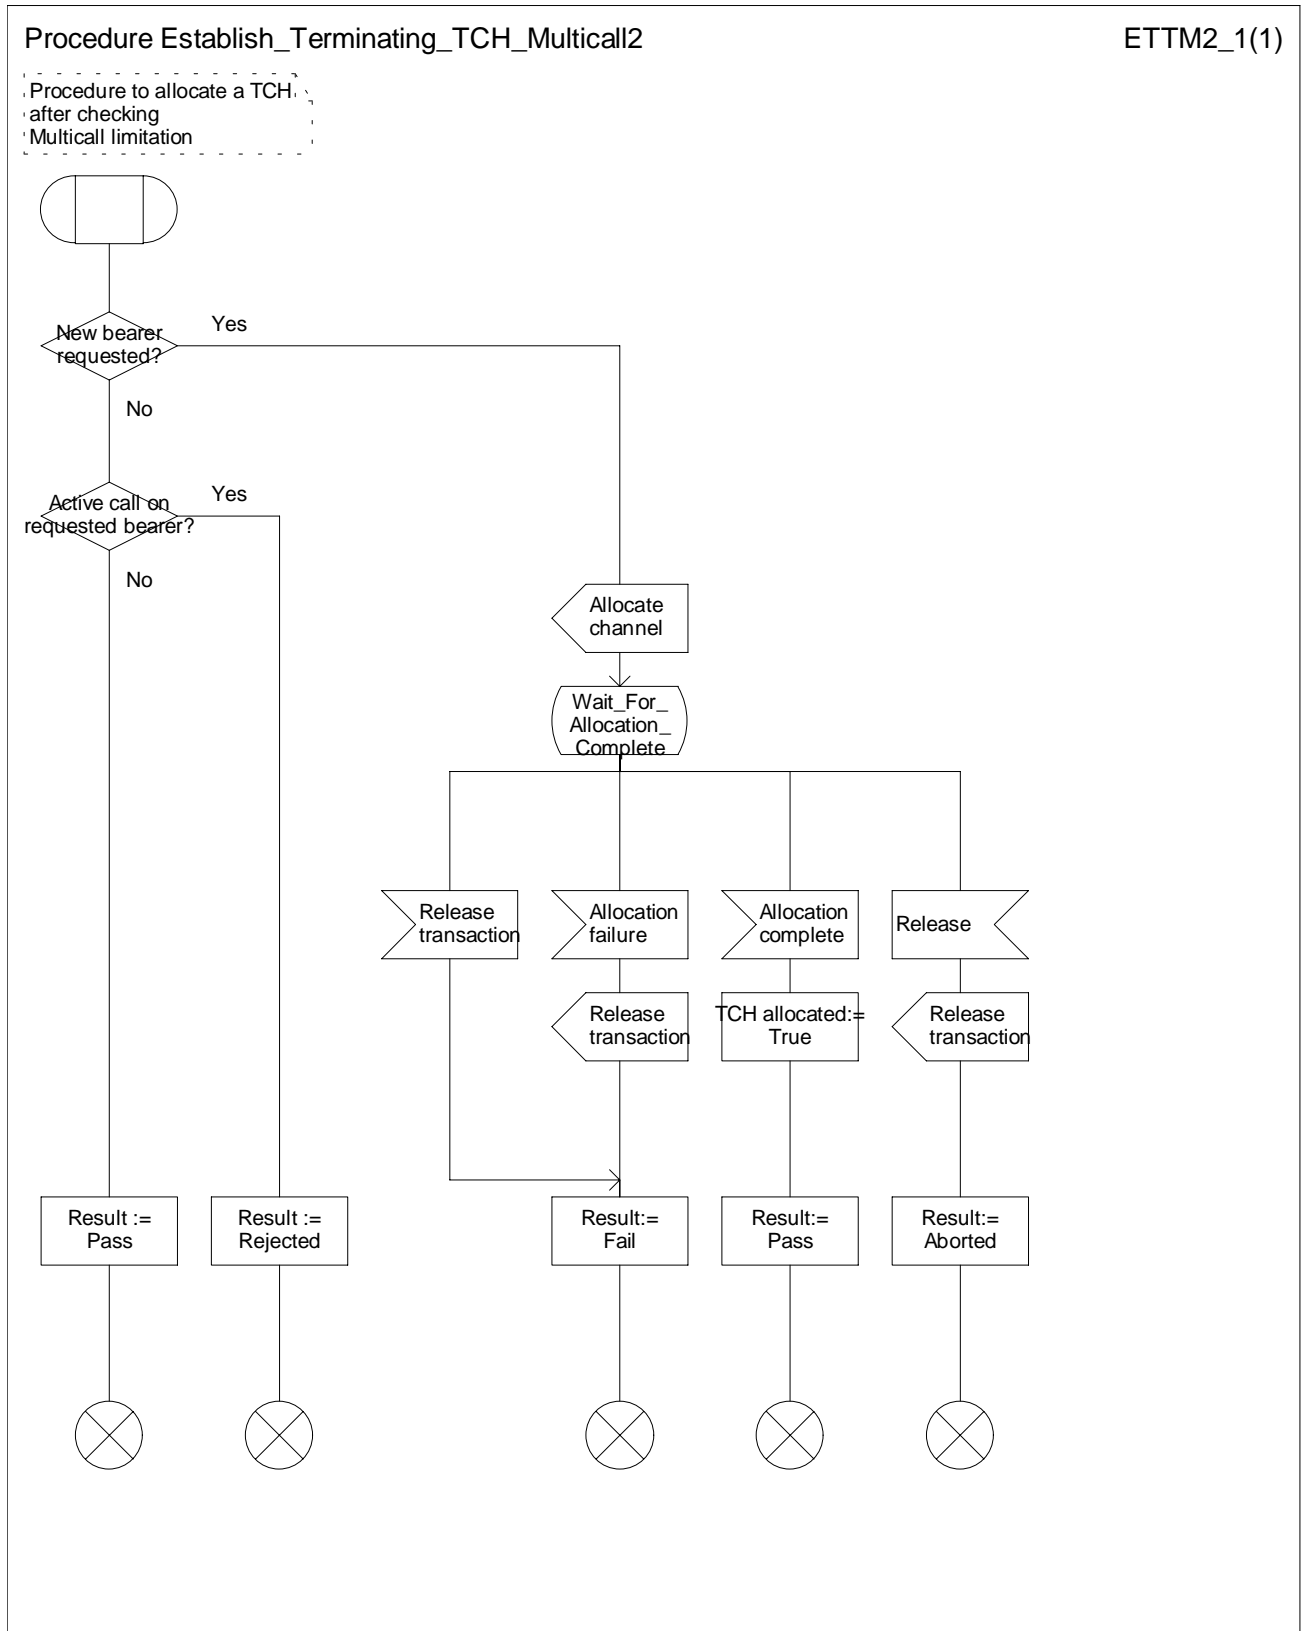 Procedure Establish_Terminating_TCH_Multicall2
ETTM2_1(1)
Procedure to allocate a TCH
after checking
Multicall limitation
New bearer
requested?
Yes
No
Active call on
requested bearer?
Yes
No
Allocate
channel
Wait_For_
Allocation_
Complete
Release
transaction
Allocation
failure
Allocation
complete
Release
Release
transaction
TCH allocated:=
True
Release
transaction
Result :=
Pass
Result :=
Rejected
Result:=
Fail
Result:=
Pass
Result:=
Aborted